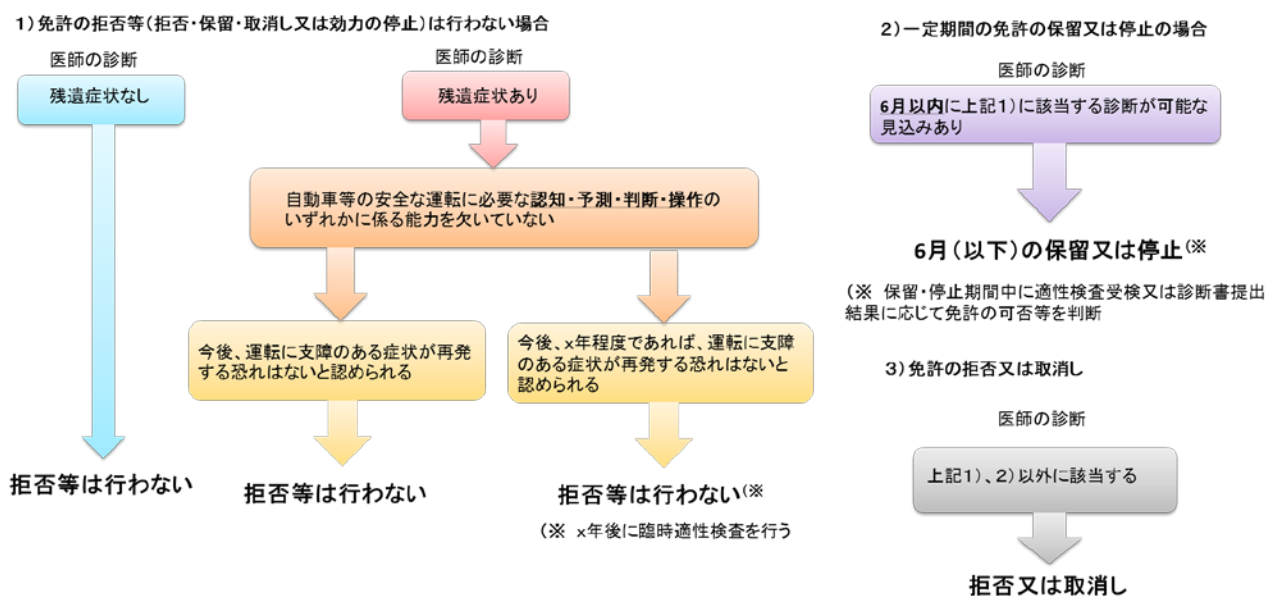 1)免許の拒否等(拒否・保留・取消し又は効力の停止)は行わない場合
医師の診断
残遺症状なし
拒否等は行わない
医師の診断
残遺症状あり
自動車等の安全な運転に必要な認知・予測・判断・操作の
いずれかに係る能力を欠いていない
今後、運転に支障のある症状が再発
する恐れはないと認められる
拒否等は行わない
今後、x年程度であれば、運転に支障
のある症状が再発する恐れはないと
認められる
拒否等は行わない(※
(※ x年後に臨時適性検査を行う
2)一定期間の免許の保留又は停止の場合
医師の診断
6月以内に上記1)に該当する診断が可能な
見込みあり
6月(以下)の保留又は停止(※
(※ 保留・停止期間中に適性検査受検又は診断書提出
結果に応じて免許の可否等を判断
3)免許の拒否又は取消し
医師の診断
上記1)、2)以外に該当する
拒否又は取消し